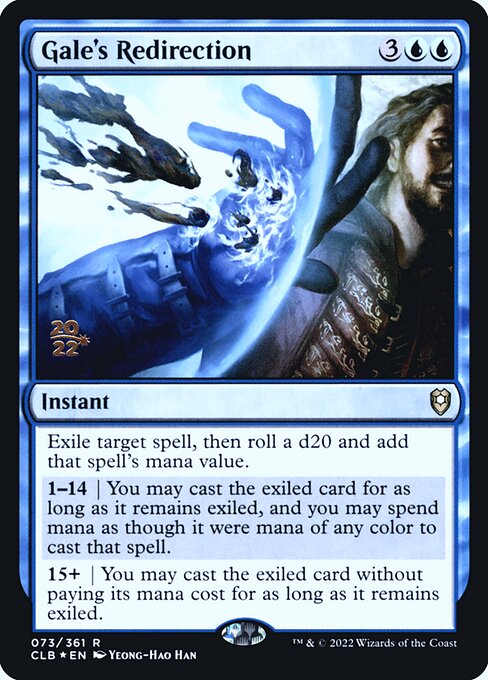 Gale's Redirection 3
20
22
Instant
Exile target spell, then roll a d20 and add
that spell's mana value.
1–14 | You may cast the exiled card for as
long as it remains exiled, and you may spend
mana as though it were mana of any color to
cast that spell.
15+ | You may cast the exiled card without
paying its mana cost for as long as it remains
exiled.
073/361 R ™ & © 2022 Wizards of the Coast
CLB EN Yeong-Hao Han